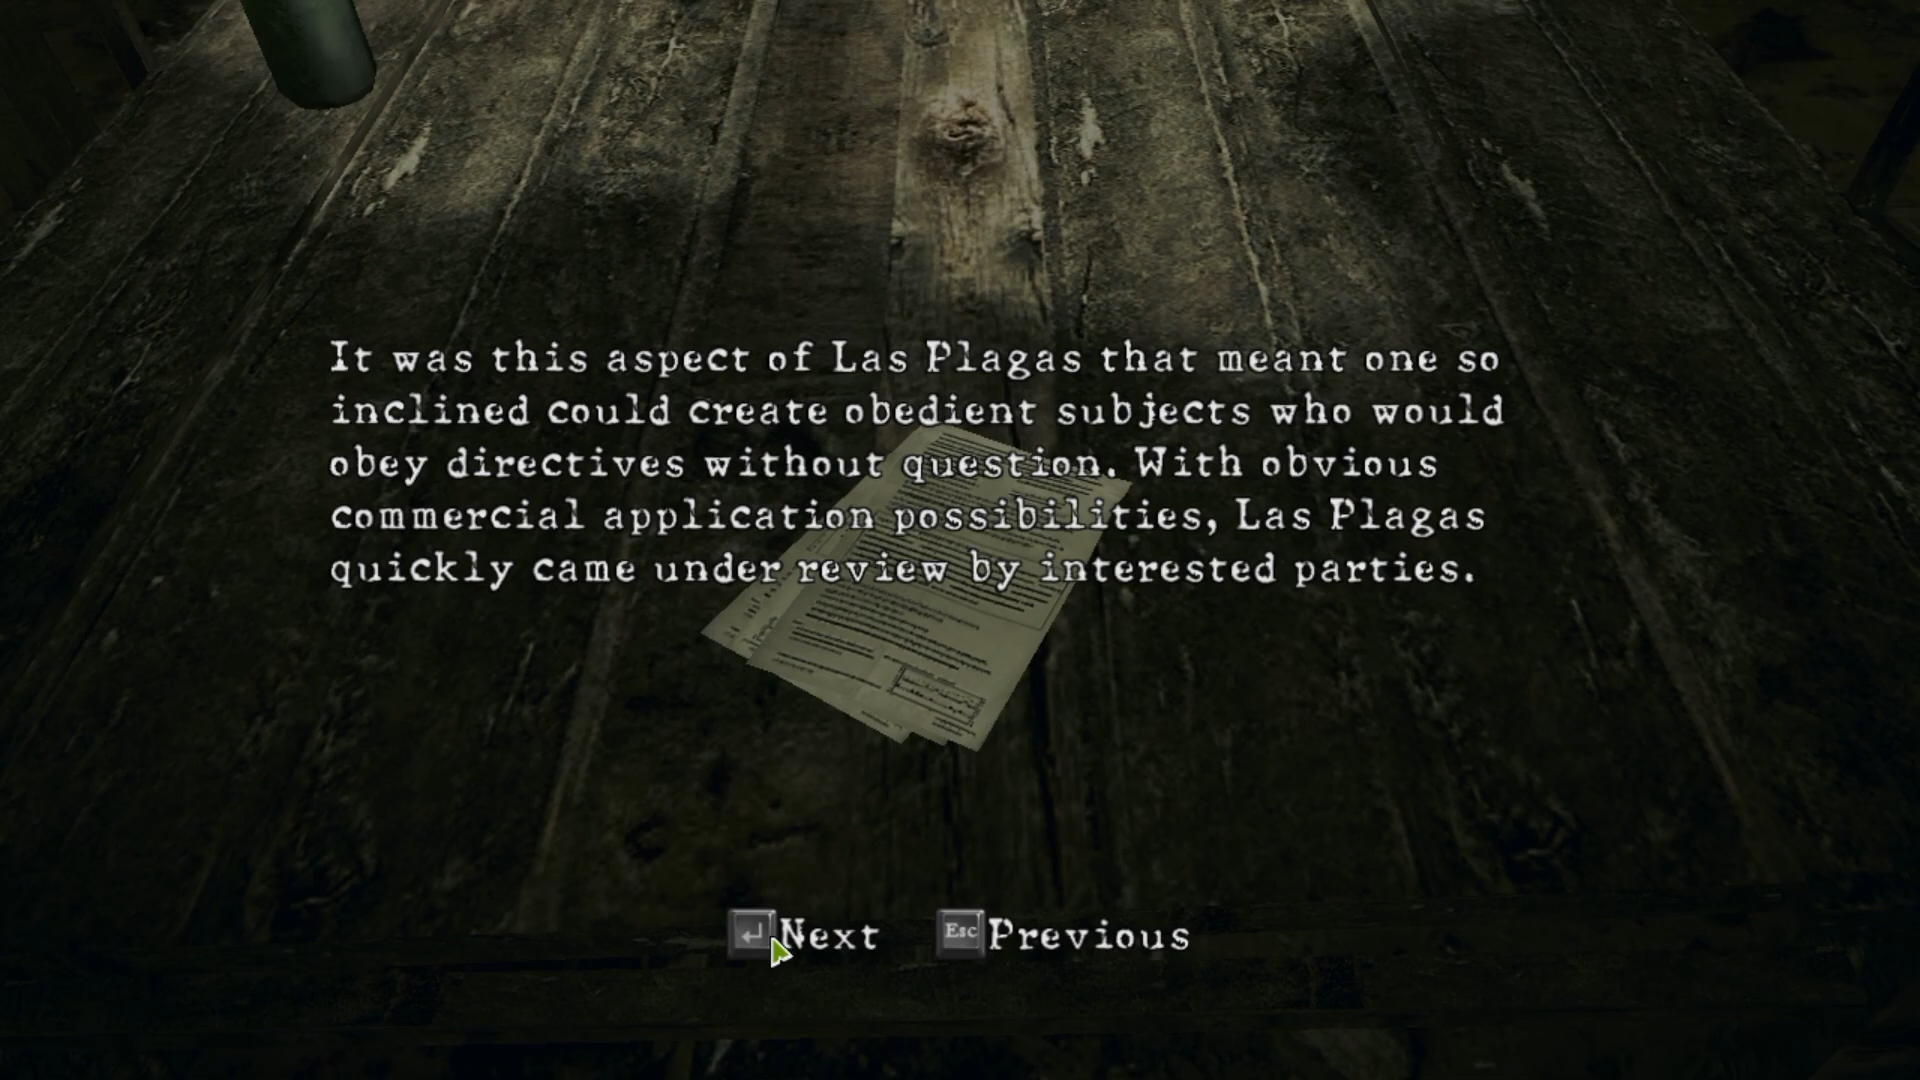 It was this aspect of Las Plagas that meant one so
inclined could create obedient subjects who would
obey directives without question. With obvious
commercial application possibilities, Las Plagas
quickly came under review by interested parties.
Next
Esc Previous